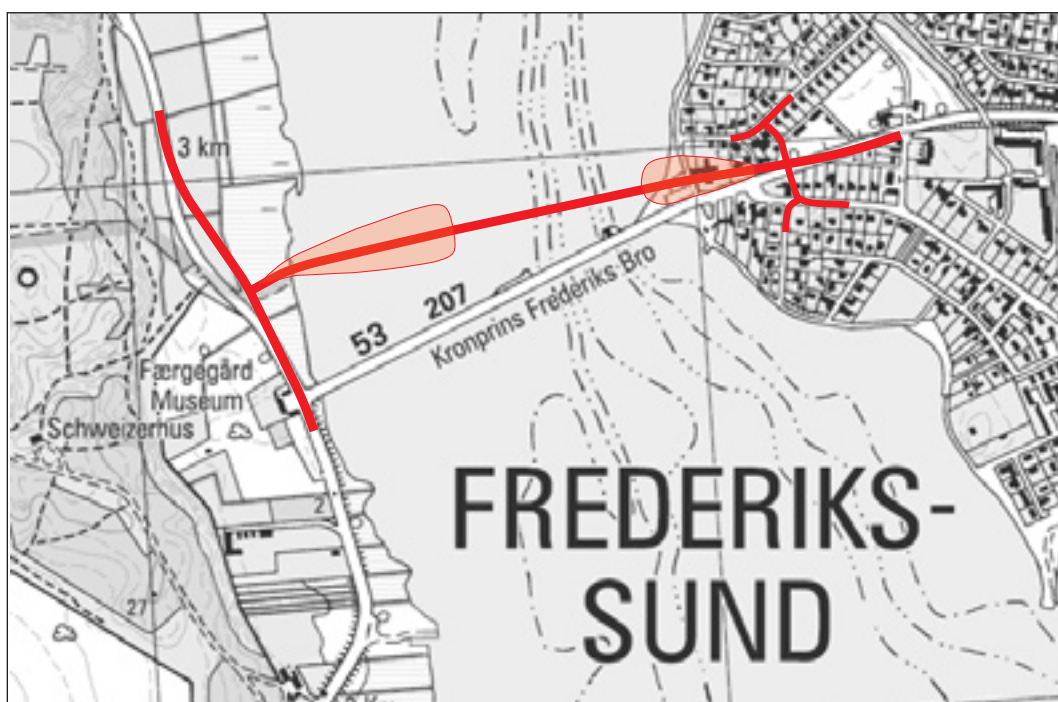 3 km
53
207
Kronprins Frederiks Bro
Færgegård
Museum
Schweizerhus
2
FREDERIKS-
SUND
27